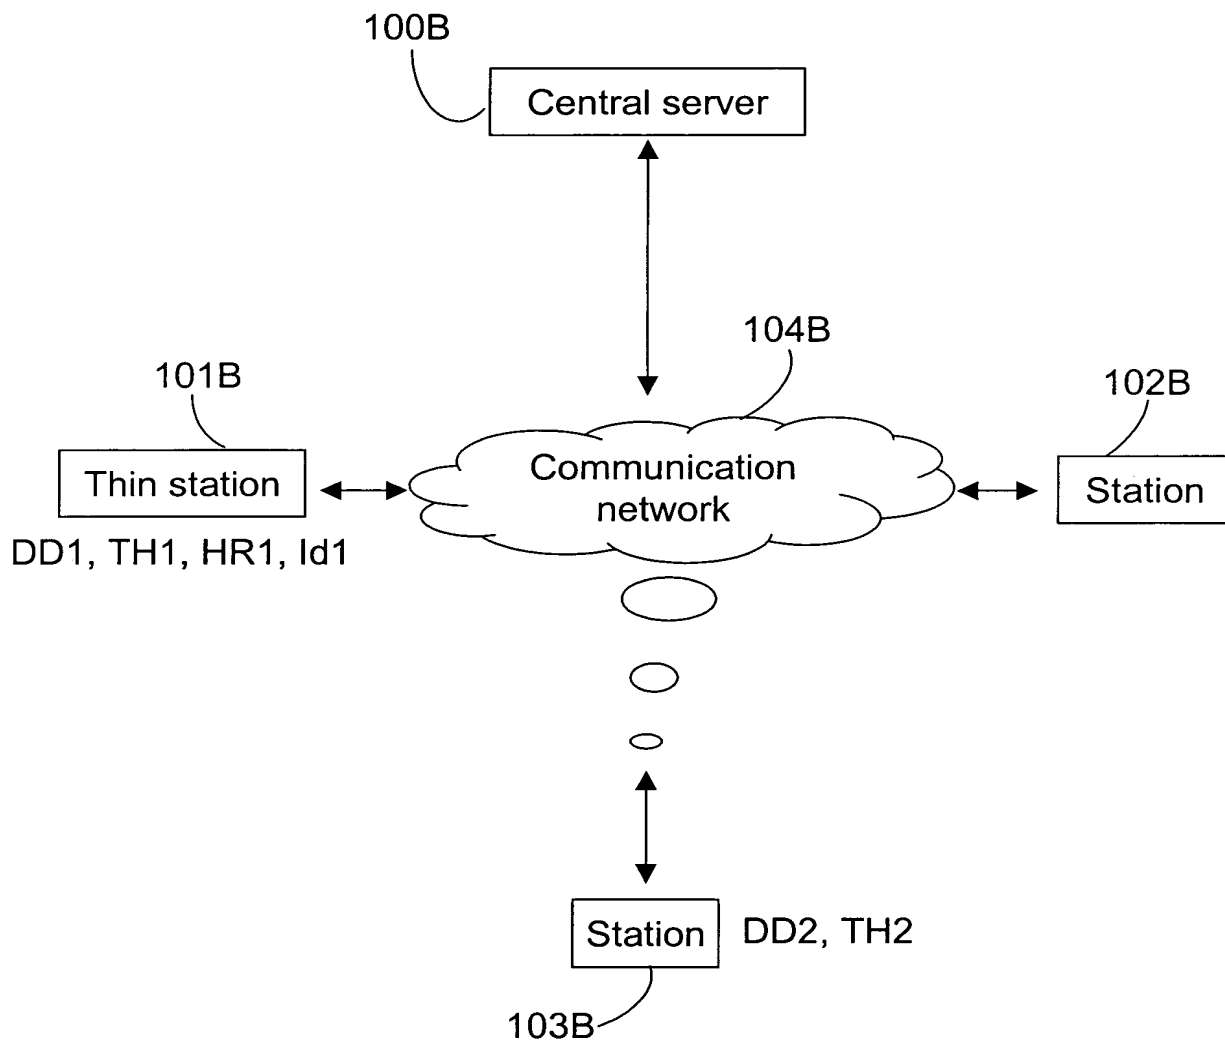 100B
Central server
104B
101B
102B
Thin station
Communication
network
Station
DD1, TH1, HR1, Id1
Station
DD2, TH2
103B